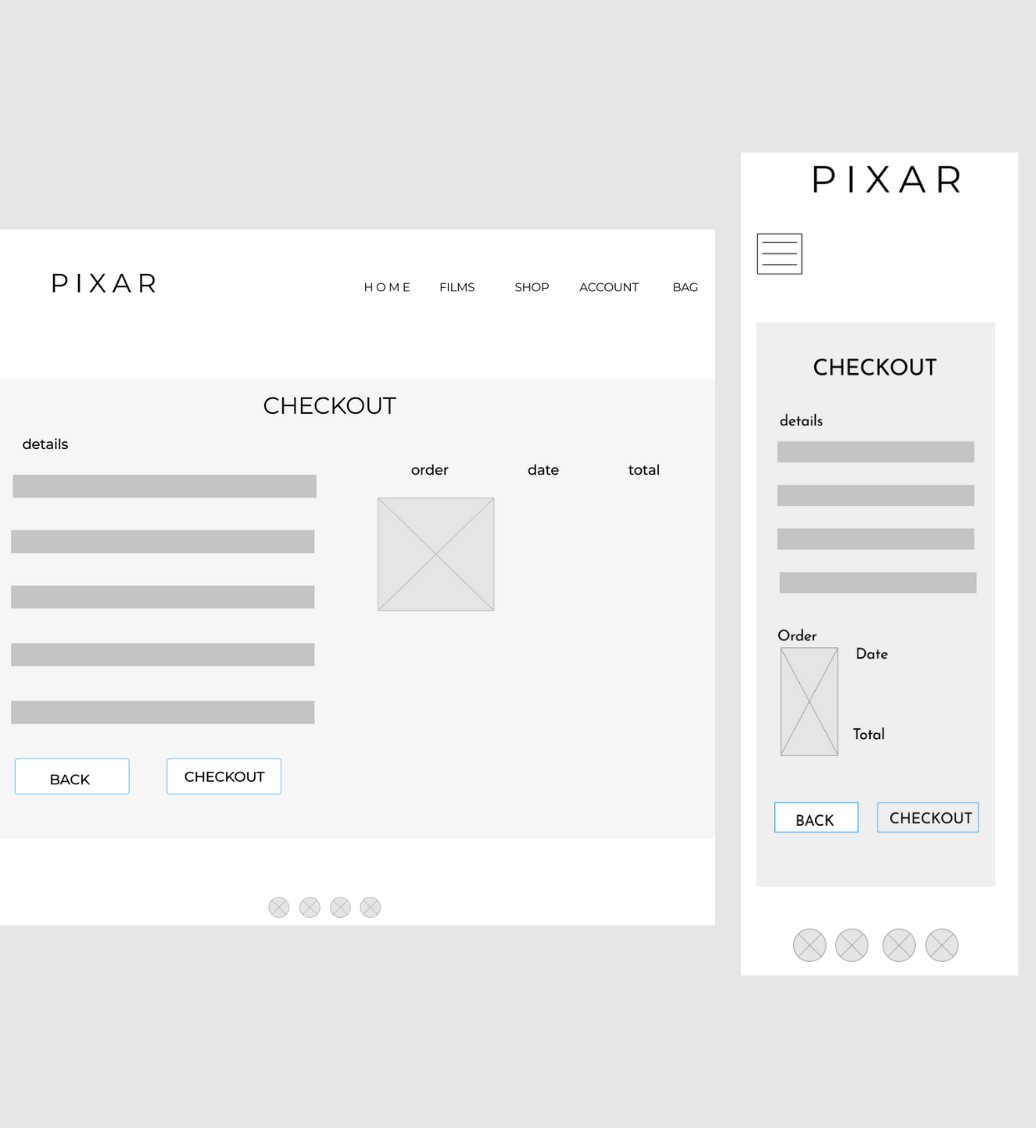 PIXAR
HOME FILMS SHOP ACCOUNT BAG
CHECKOUT
details
order date total
BACK CHECKOUT
PIXAR
CHECKOUT
details
Order
Date
Total
BACK CHECKOUT